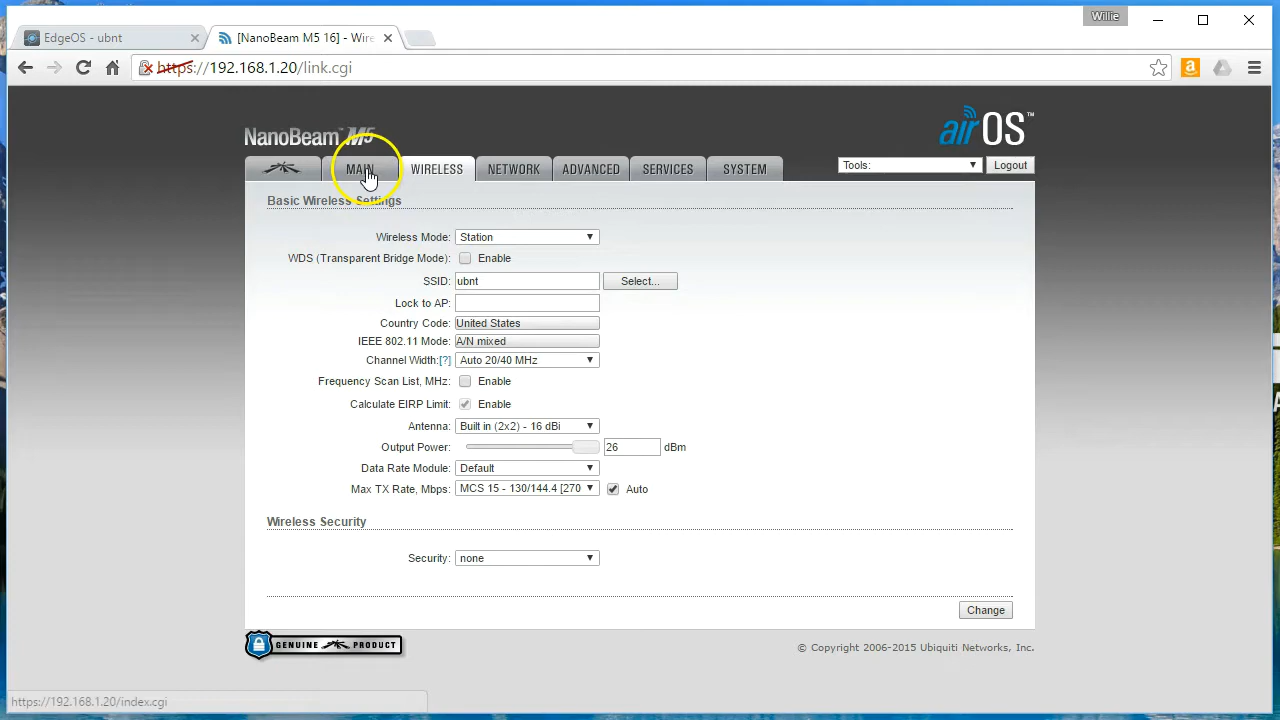 Willie
EdgeOS - ubnt
[NanoBeam M5 16] - Wire
https://192.168.1.20/link.cgi
NanoBeam™ M5
airOS™
MAIN WIRELESS NETWORK ADVANCED SERVICES SYSTEM Tools: Logout
Basic Wireless Settings
Wireless Mode: Station
WDS (Transparent Bridge Mode): Enable
SSID: ubnt Select...
Lock to AP:
Country Code: United States
IEEE 802.11 Mode: A/N mixed
Channel Width:[?] Auto 20/40 MHz
Frequency Scan List, MHz: Enable
Calculate EIRP Limit: Enable
Antenna: Built in (2x2) - 16 dBi
Output Power: 26 dBm
Data Rate Module: Default
Max TX Rate, Mbps: MCS 15 - 130/144.4 [270 Auto
Wireless Security
Security: none
Change
GENUINE PRODUCT
© Copyright 2006-2015 Ubiquiti Networks, Inc.
https://192.168.1.20/index.cgi